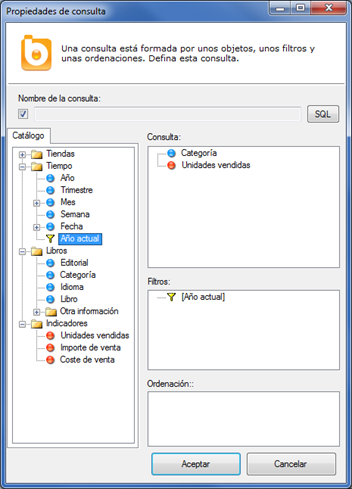 Propiedades de consulta
Una consulta está formada por unos objetos, unos filtros y
unas ordenaciones. Defina esta consulta.
Nombre de la consulta:
SQL
Catálogo
Tiendas
Tiempo
Año
Trimestre
Mes
Semana
Fecha
Año actual
Libros
Editorial
Categoría
Idioma
Libro
Otra información
Indicadores
Unidades vendidas
Importe de venta
Coste de venta
Consulta:
Categoría
Unidades vendidas
Filtros:
[Año actual]
Ordenación::
Aceptar
Cancelar